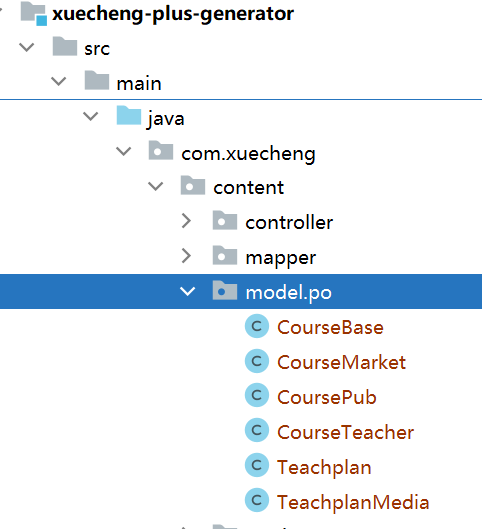 xuecheng-plus-generator
src
main
java
com.xuecheng
content
controller
mapper
model.po
CourseBase
CourseMarket
CoursePub
CourseTeacher
Teachplan
TeachplanMedia